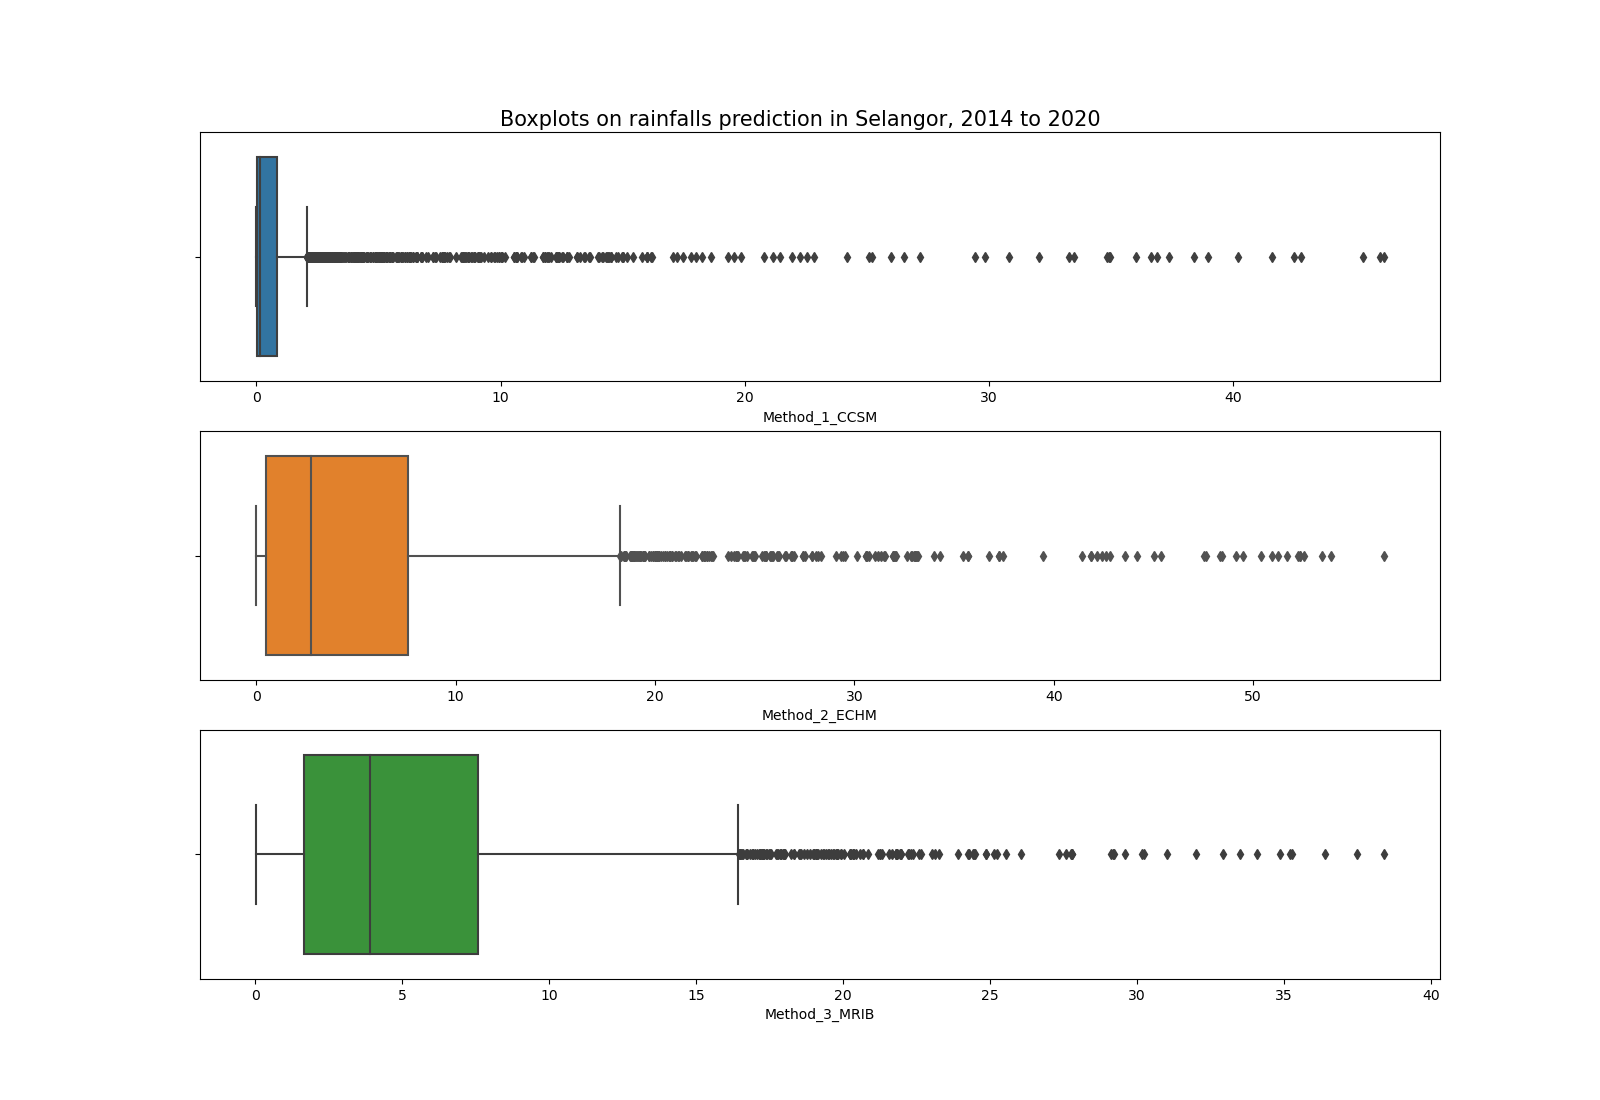 Boxplots on rainfalls prediction in Selangor, 2014 to 2020
0 10 20 30 40
Method_1_CCSM
0 10 20 30 40 50
Method_2_ECHM
0 5 10 15 20 25 30 35 40
Method_3_MRIB